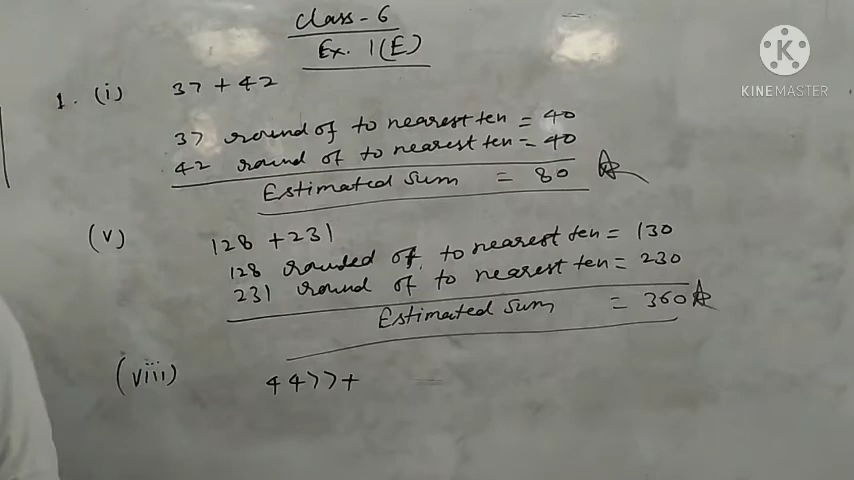 Class - 6
Ex. 1(E)
KINEMASTER
1. (i) 37 + 42
37 round of to nearest ten = 40
42 round of to nearest ten = 40
Estimated sum = 80
(v) 128 + 231
128 rounded of to nearest ten = 130
231 round of to nearest ten = 230
Estimated sum = 360
(viii) 4477 +